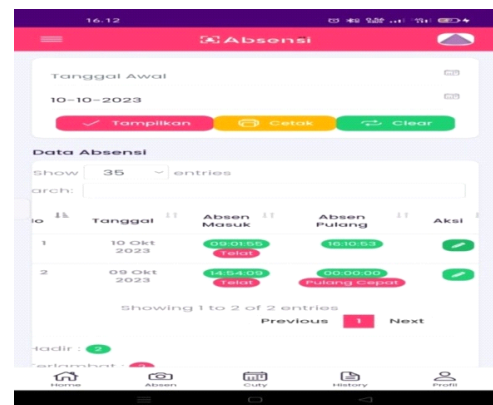 16.12
Absensi
Tanggal Awal
10-10-2023
Tampilkan Cetak Clear
Data Absensi
Show 35 entries
arch:
No Tanggal Absen Masuk Absen Pulang Aksi
1 10 Okt 2023 09:01:55 Telat 16:10:53
2 09 Okt 2023 14:54:09 Telat 00:00:00 Pulang Cepat
Showing 1 to 2 of 2 entries
Previous 1 Next
Hadir : 2
Terlambat : 2
Home Absen Cuty History Profil